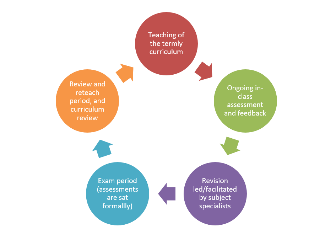 Teaching
of the
termly
curriculum
Ongoing in-
class
assessment
and feedback
Revision
led/facilitated
by subject
specialists
Exam period
(assessments
are sat
formallly)
Review and
reteach
period, and
curriculum
review